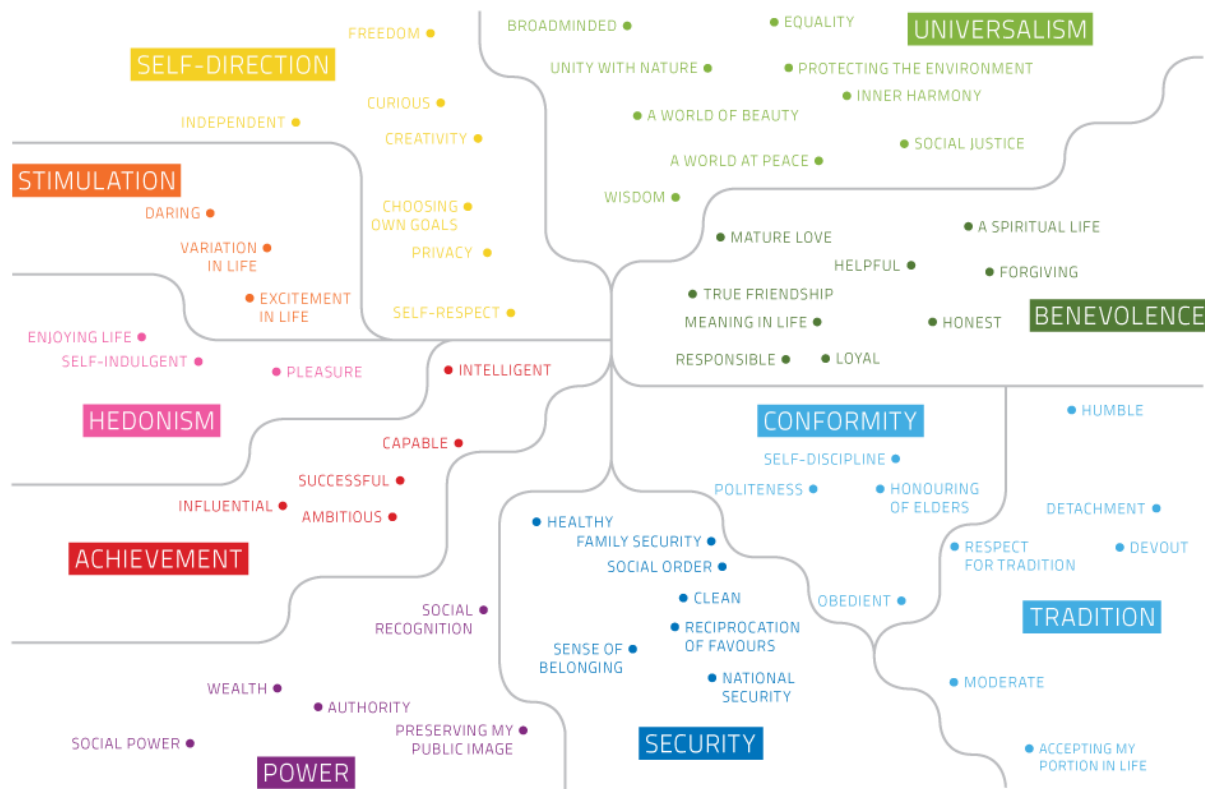 SELF-DIRECTION
FREEDOM
CURIOUS
INDEPENDENT
CREATIVITY
CHOOSING
OWN GOALS
PRIVACY
SELF-RESPECT
UNIVERSALISM
BROADMINDED
EQUALITY
UNITY WITH NATURE
PROTECTING THE ENVIRONMENT
INNER HARMONY
A WORLD OF BEAUTY
SOCIAL JUSTICE
A WORLD AT PEACE
WISDOM
STIMULATION
DARING
VARIATION
IN LIFE
EXCITEMENT
IN LIFE
MATURE LOVE
A SPIRITUAL LIFE
HELPFUL
FORGIVING
TRUE FRIENDSHIP
MEANING IN LIFE
HONEST
RESPONSIBLE
LOYAL
BENEVOLENCE
ENJOYING LIFE
SELF-INDULGENT
PLEASURE
HEDONISM
INTELLIGENT
CAPABLE
SUCCESSFUL
INFLUENTIAL
AMBITIOUS
ACHIEVEMENT
CONFORMITY
SELF-DISCIPLINE
POLITENESS
HONOURING
OF ELDERS
OBEDIENT
HUMBLE
DETACHMENT
RESPECT
FOR TRADITION
DEVOUT
TRADITION
MODERATE
ACCEPTING MY
PORTION IN LIFE
HEALTHY
FAMILY SECURITY
SOCIAL ORDER
CLEAN
RECIPROCATION
OF FAVOURS
SENSE OF
BELONGING
NATIONAL
SECURITY
SECURITY
SOCIAL
RECOGNITION
WEALTH
AUTHORITY
PRESERVING MY
PUBLIC IMAGE
SOCIAL POWER
POWER